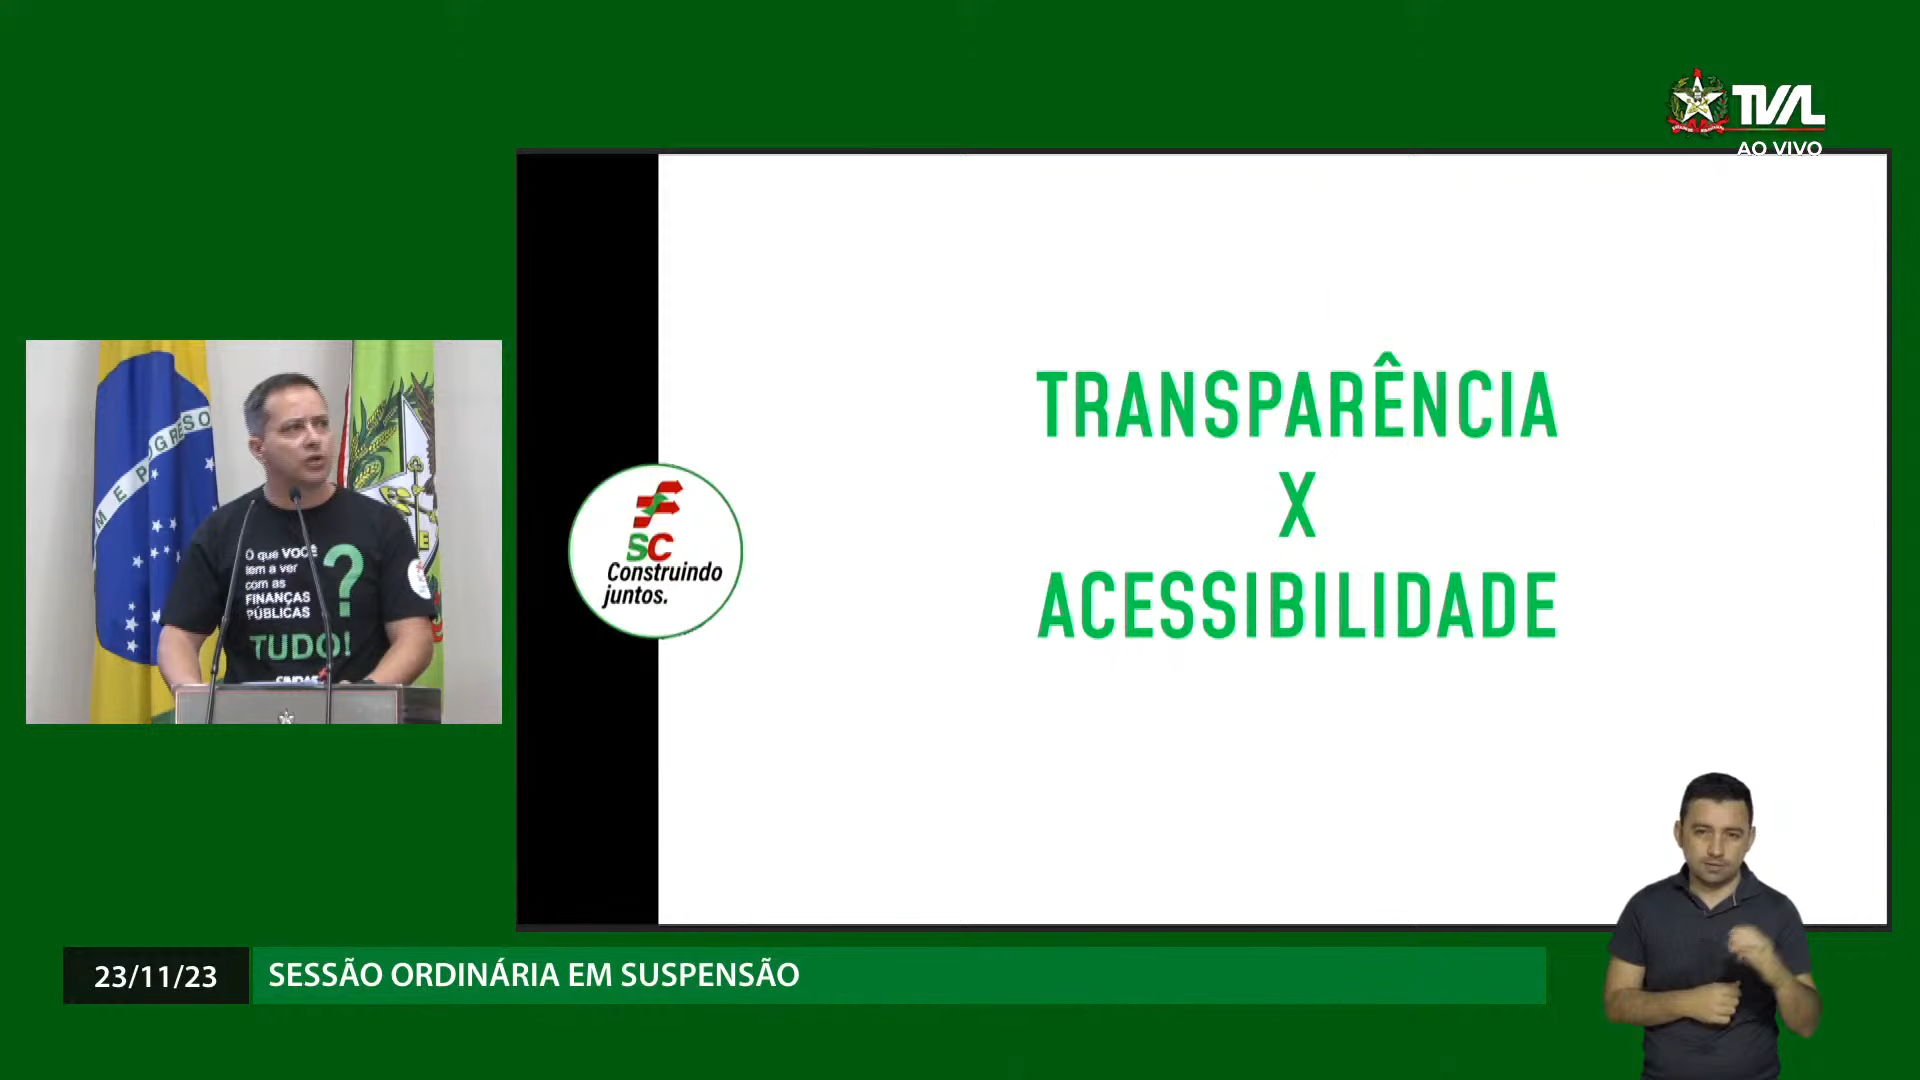 TVAL
AO VIVO
TRANSPARÊNCIA
X
ACESSIBILIDADE
SC
Construindo
juntos.
M E PROGRESSO
O que VOCÊ
tem a ver
com as
FINANÇAS
PÚBLICAS
?
TUDO!
E
23/11/23
SESSÃO ORDINÁRIA EM SUSPENSÃO